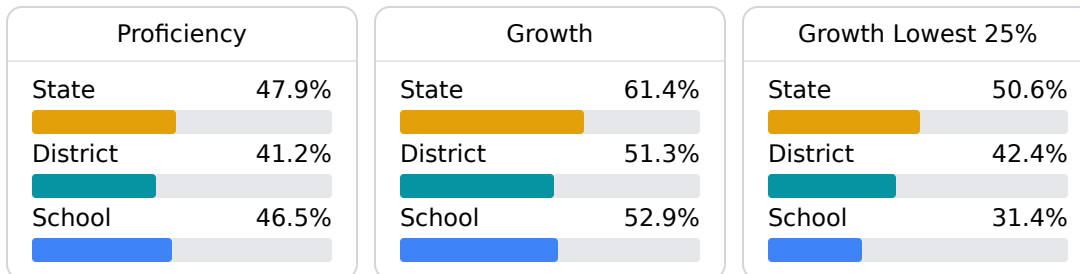 Proficiency
State 47.9%
District 41.2%
School 46.5%
Growth
State 61.4%
District 51.3%
School 52.9%
Growth Lowest 25%
State 50.6%
District 42.4%
School 31.4%